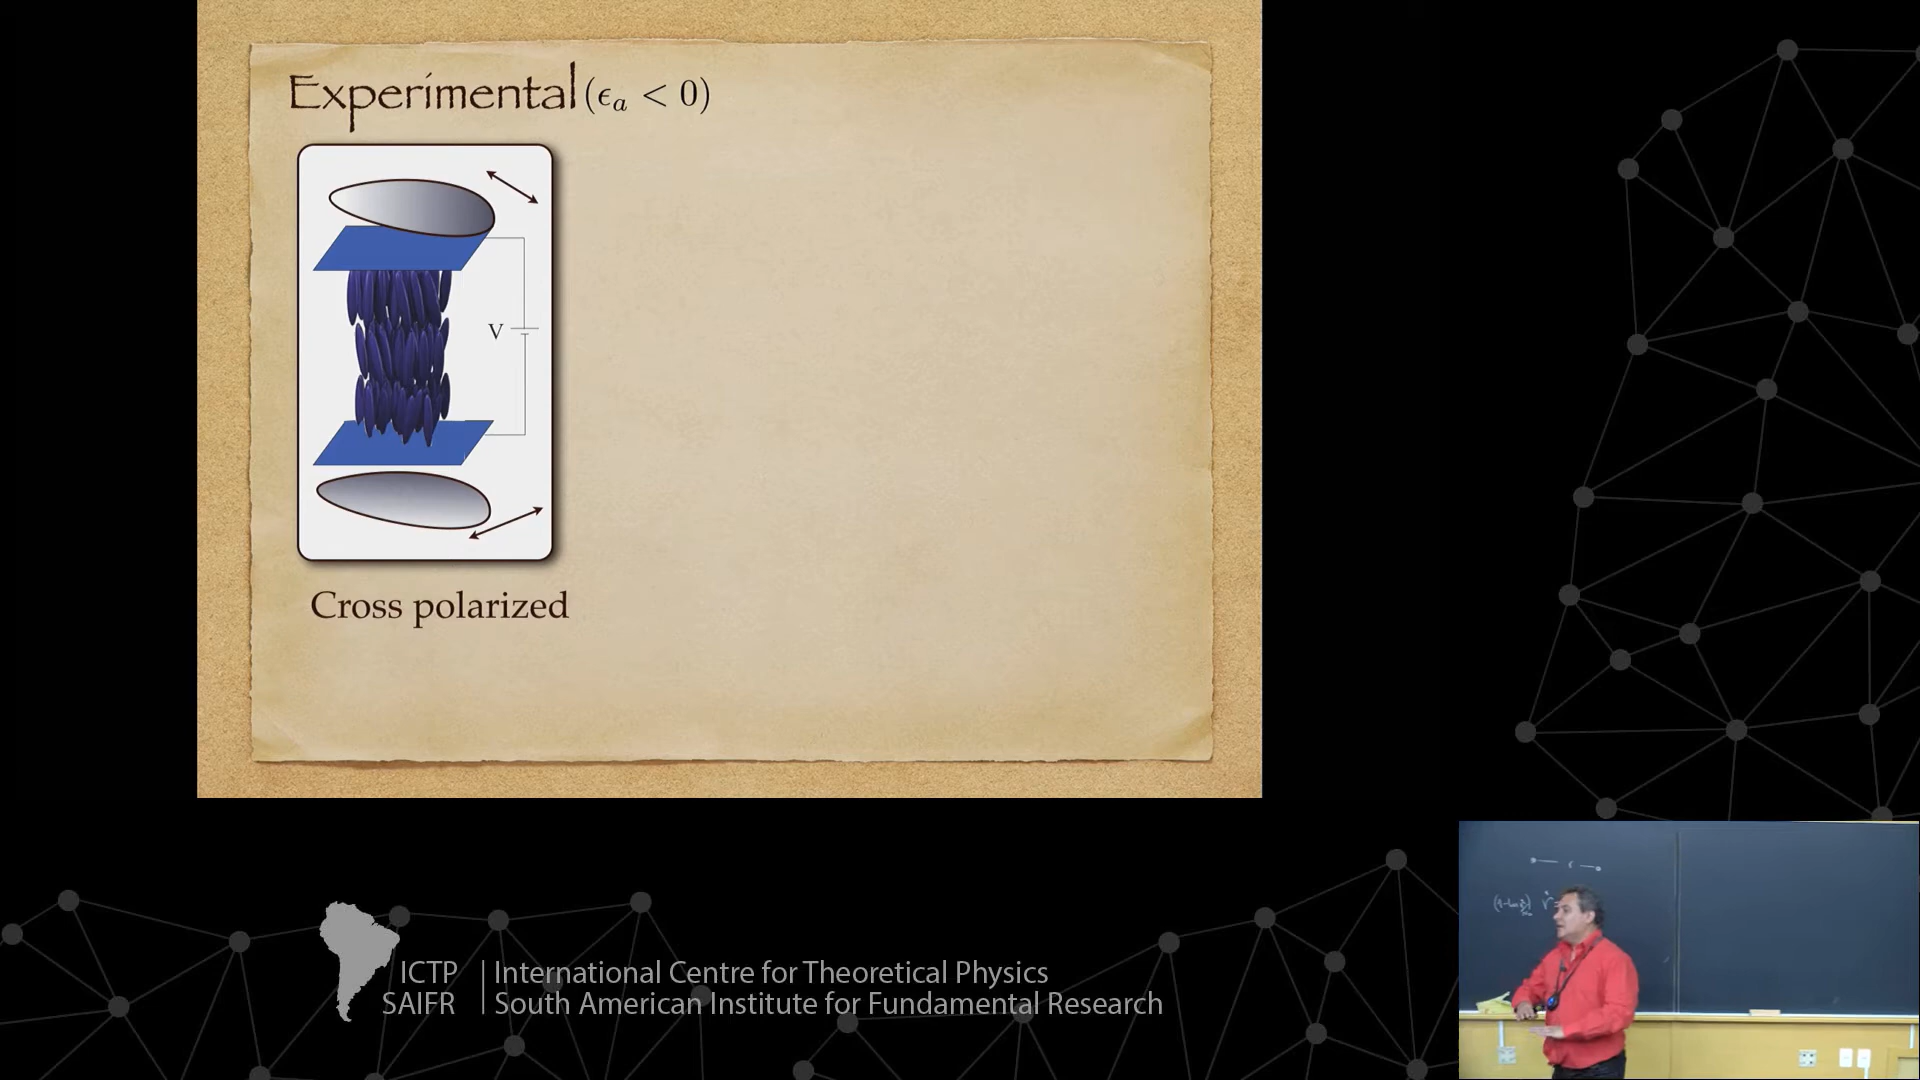 Experimental (ϵₐ < 0)
V
Cross polarized
ICTP | International Centre for Theoretical Physics
SAIFR | South American Institute for Fundamental Research